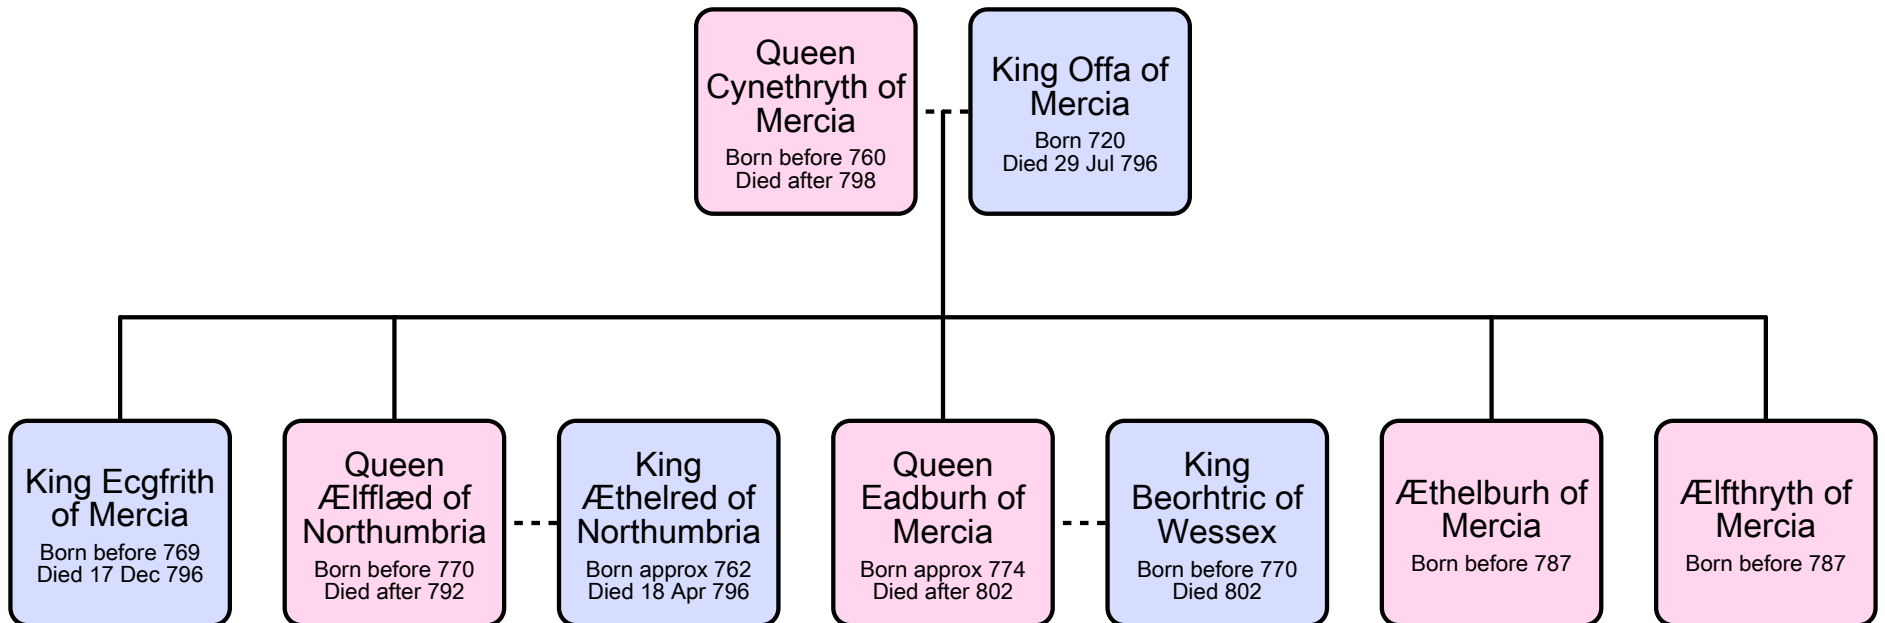 Queen
Cynethryth of
Mercia
Born before 760
Died after 798
King Offa of
Mercia
Born 720
Died 29 Jul 796
King Ecgfrith
of Mercia
Born before 769
Died 17 Dec 796
Queen
Ælfflæd of
Northumbria
Born before 770
Died after 792
King
Æthelred of
Northumbria
Born approx 762
Died 18 Apr 796
Queen
Eadburh of
Mercia
Born approx 774
Died after 802
King
Beorhtric of
Wessex
Born before 770
Died 802
Æthelburh of
Mercia
Born before 787
Ælfthryth of
Mercia
Born before 787